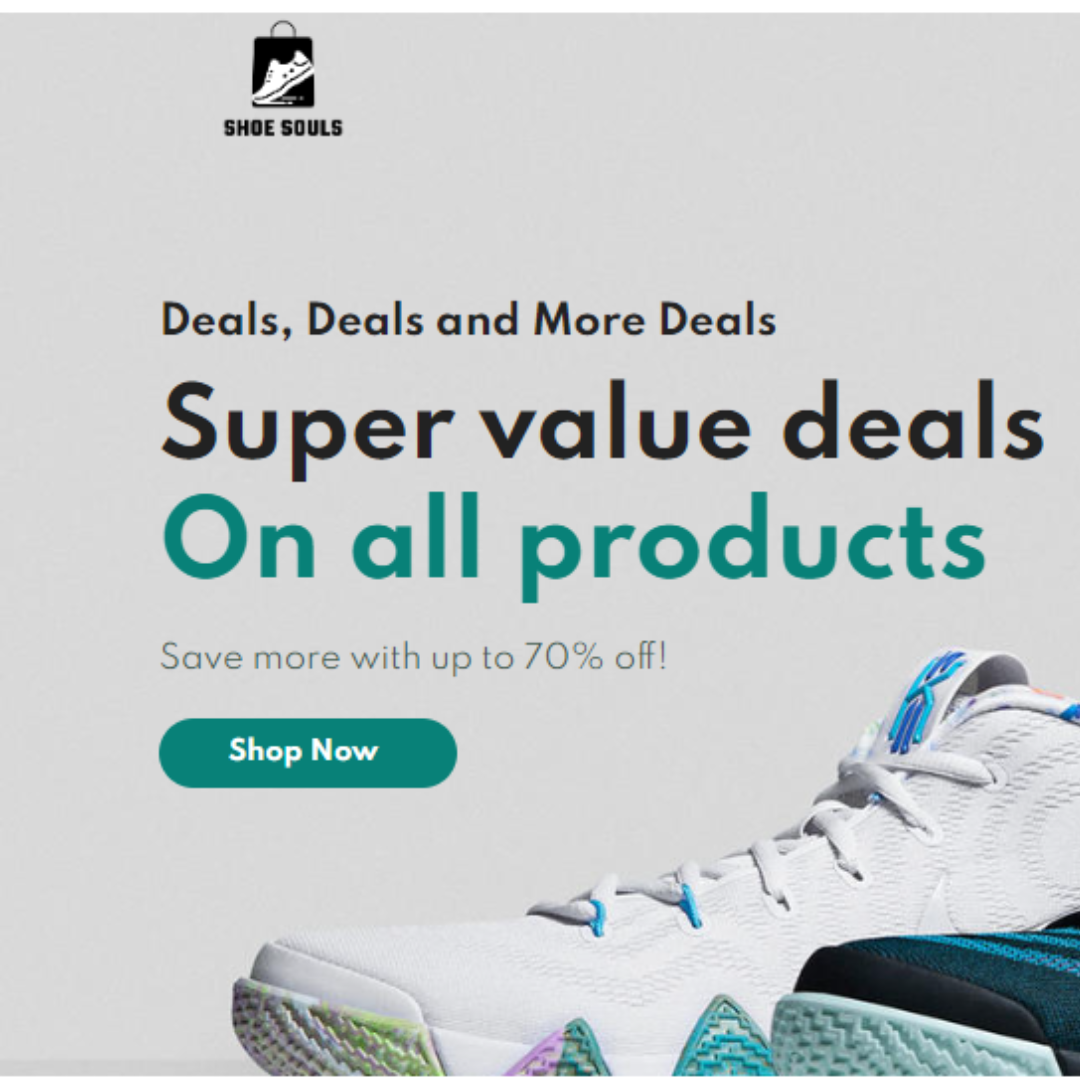 SHOE SOULS
Deals, Deals and More Deals
Super value deals
On all products
Save more with up to 70% off!
Shop Now